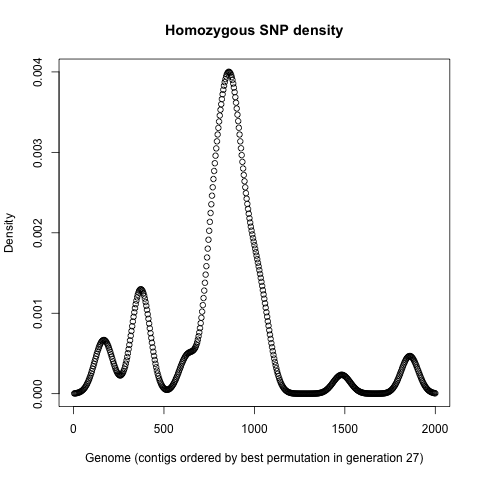 Homozygous SNP density
0.004
0.003
0.002
0.001
0.000
Density
0 500 1000 1500 2000
Genome (contigs ordered by best permutation in generation 27)